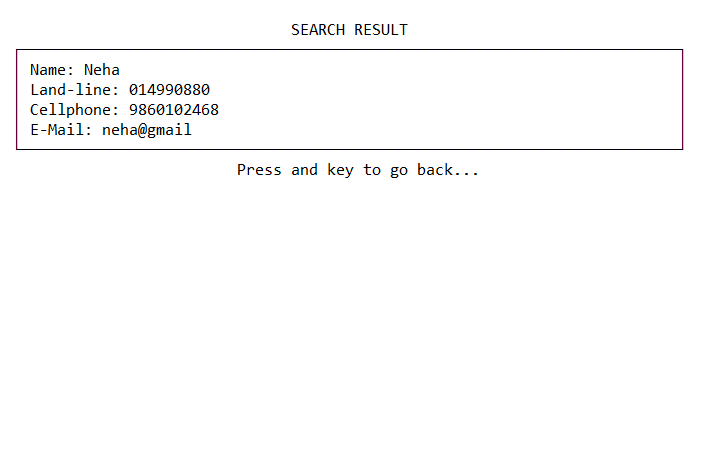 SEARCH RESULT
Name: Neha
Land-line: 014990880
Cellphone: 9860102468
E-Mail: neha@gmail
Press and key to go back...